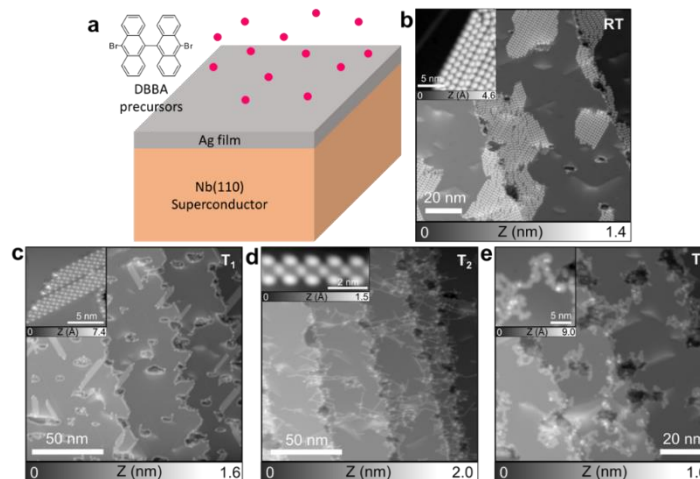 a
Br
Br
DBBA
precursors
Ag film
Nb(110)
Superconductor
b
RT
5 nm
0 Z (Å) 4.6
20 nm
0 Z (nm) 1.4
c
T₁
5 nm
0 Z (Å) 7.4
50 nm
0 Z (nm) 1.6
d
T₂
2 nm
0 Z (Å) 1.5
50 nm
0 Z (nm) 2.0
e
T
5 nm
0 Z (Å) 9.0
20 nm
0 Z (nm)